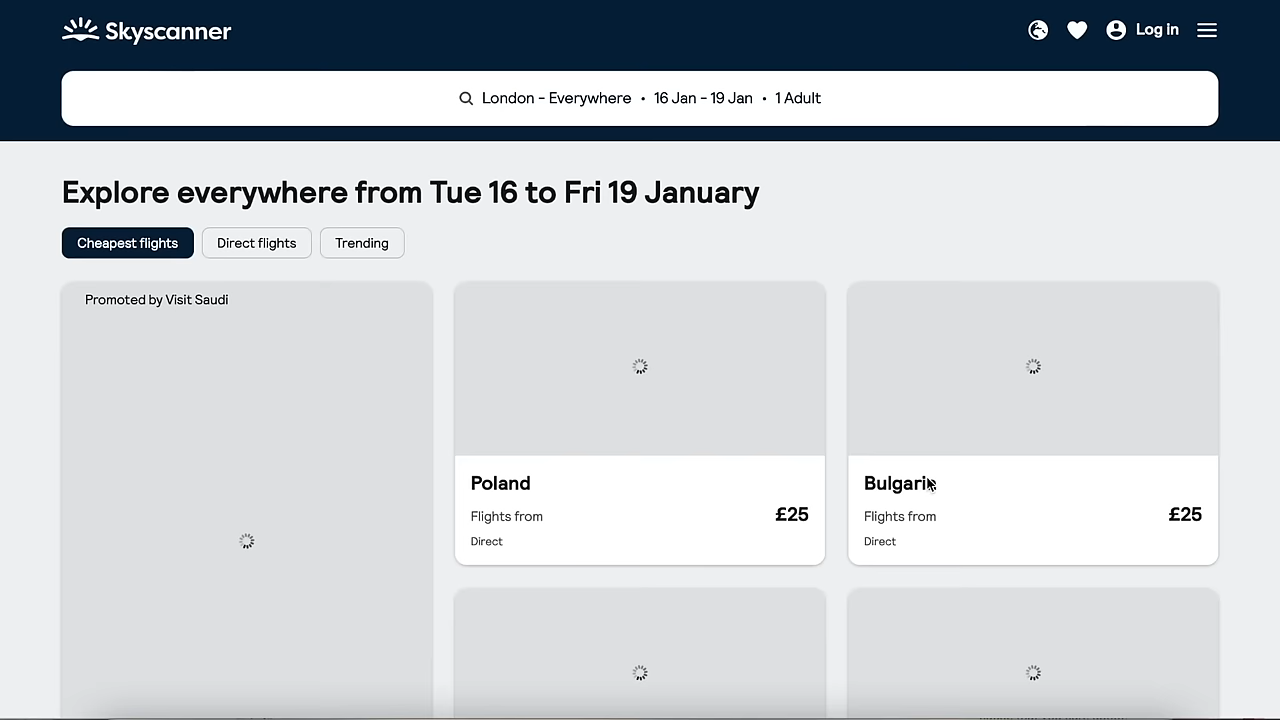 Skyscanner
Log in
London - Everywhere • 16 Jan - 19 Jan • 1 Adult
Explore everywhere from Tue 16 to Fri 19 January
Cheapest flights
Direct flights
Trending
Promoted by Visit Saudi
Poland
Flights from £25
Direct
Bulgaria
Flights from £25
Direct